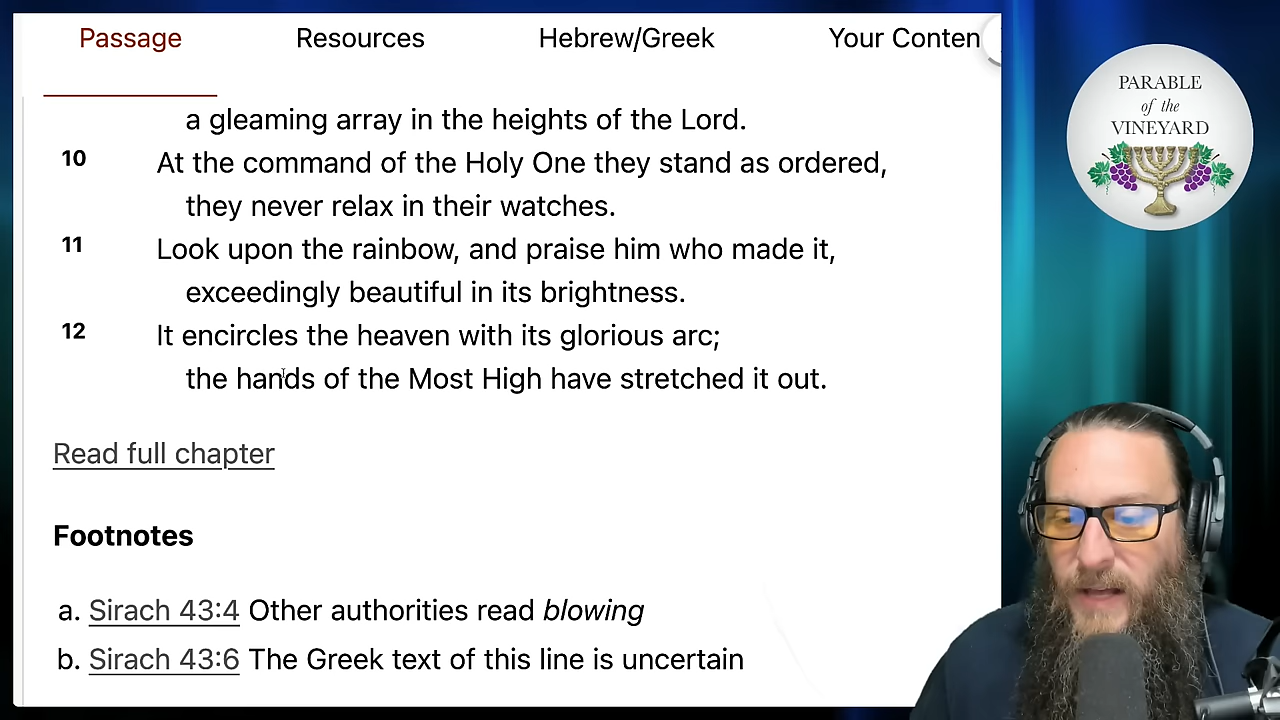 Passage Resources Hebrew/Greek Your Conten
PARABLE
of the
VINEYARD
a gleaming array in the heights of the Lord.
10 At the command of the Holy One they stand as ordered,
they never relax in their watches.
11 Look upon the rainbow, and praise him who made it,
exceedingly beautiful in its brightness.
12 It encircles the heaven with its glorious arc;
the hands of the Most High have stretched it out.
Read full chapter
Footnotes
a. Sirach 43:4 Other authorities read blowing
b. Sirach 43:6 The Greek text of this line is uncertain